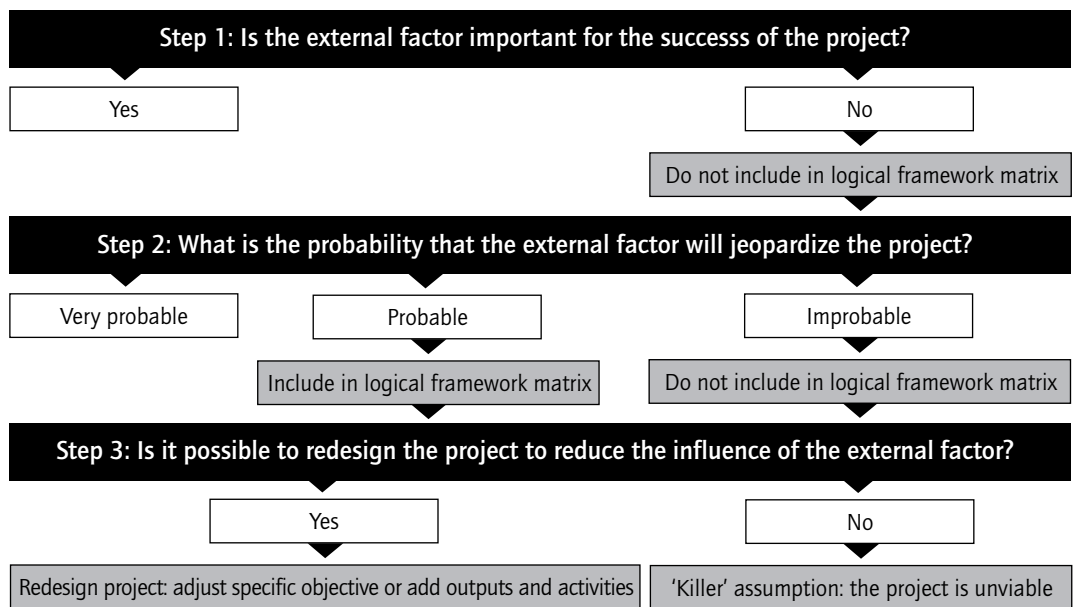 Step 1: Is the external factor important for the successs of the project?
Yes
No
Do not include in logical framework matrix
Step 2: What is the probability that the external factor will jeopardize the project?
Very probable
Probable
Improbable
Include in logical framework matrix
Do not include in logical framework matrix
Step 3: Is it possible to redesign the project to reduce the influence of the external factor?
Yes
No
Redesign project: adjust specific objective or add outputs and activities
'Killer' assumption: the project is unviable